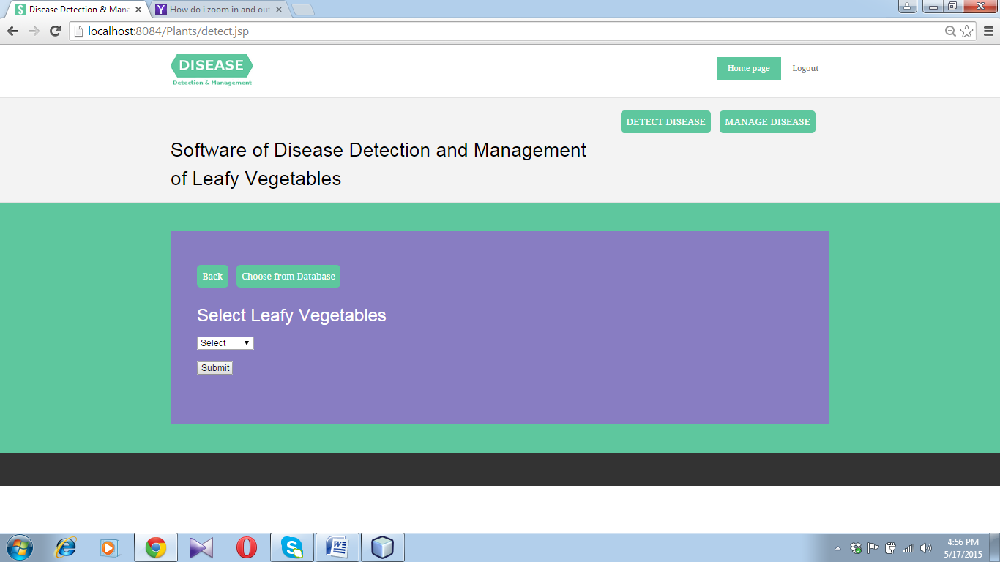 Disease Detection & Mana
How do i zoom in and out
localhost:8084/Plants/detect.jsp
DISEASE
Detection & Management
Home page
Logout
DETECT DISEASE
MANAGE DISEASE
Software of Disease Detection and Management
of Leafy Vegetables
Back
Choose from Database
Select Leafy Vegetables
Select
Submit
4:56 PM
5/17/2015